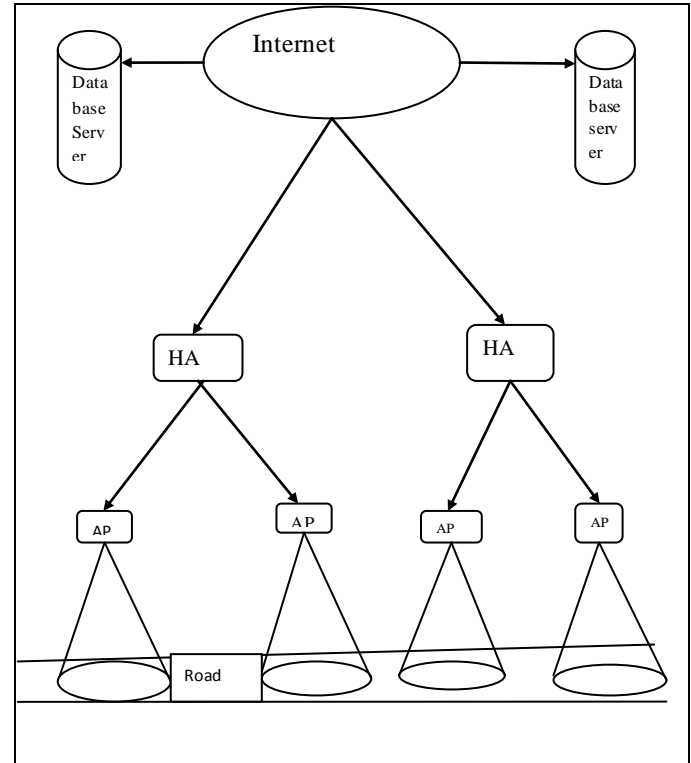 Internet
Data
base
Serv
er
Data
base
serv
er
HA
HA
AP
AP
AP
AP
Road